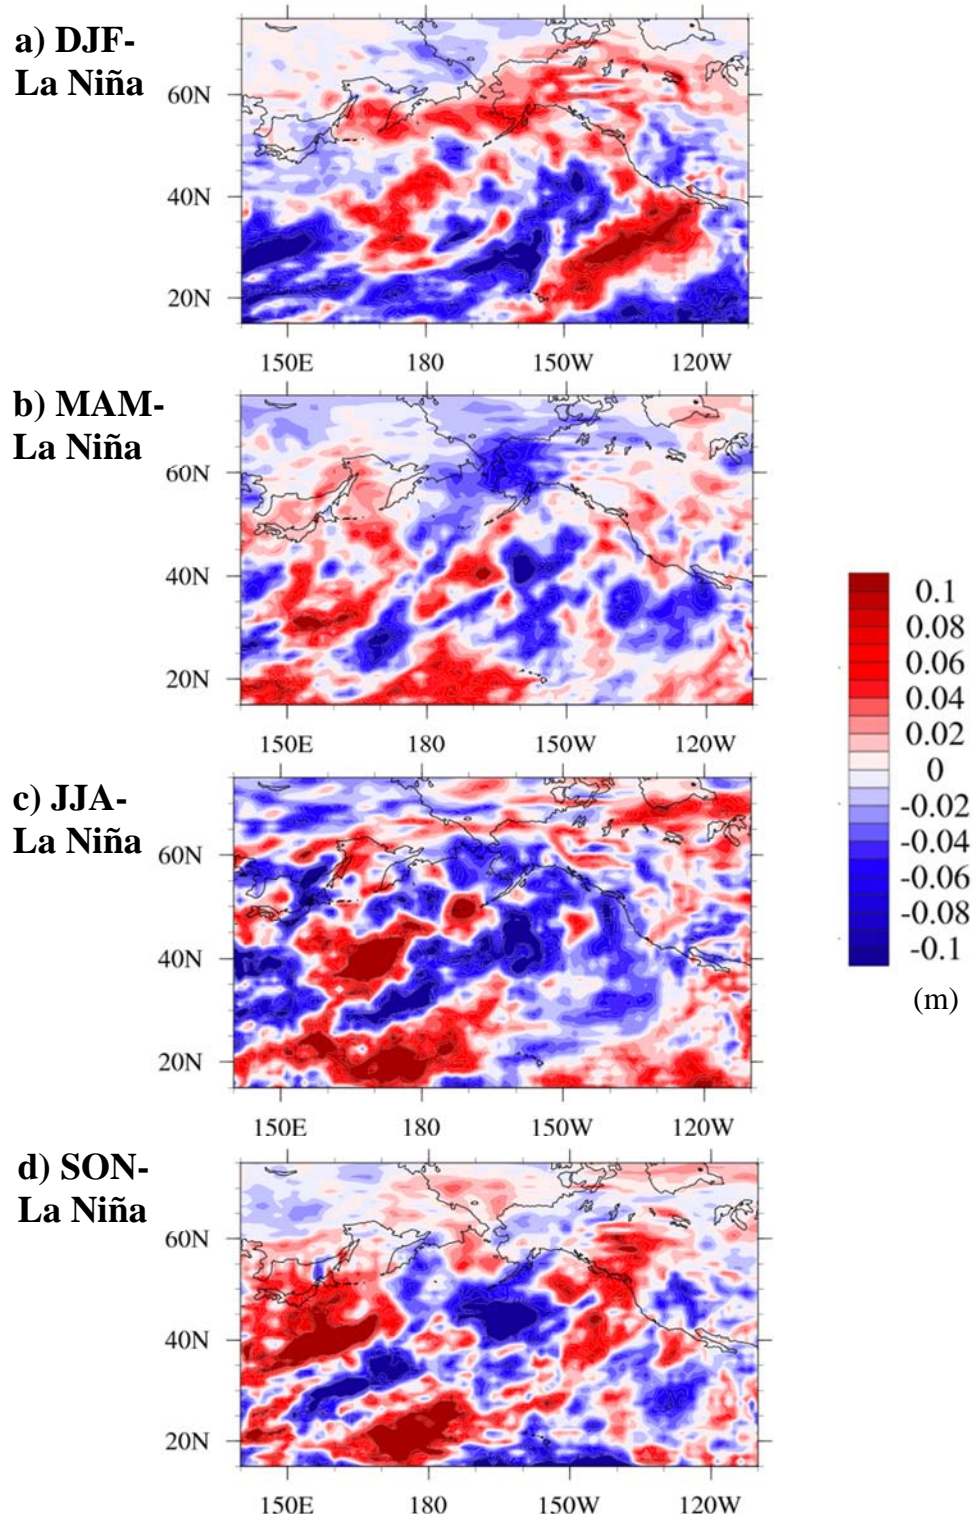 a) DJF-
La Niña
60N
40N
20N
150E 180 150W 120W
b) MAM-
La Niña
60N
40N
20N
150E 180 150W 120W
c) JJA-
La Niña
60N
40N
20N
150E 180 150W 120W
d) SON-
La Niña
60N
40N
20N
150E 180 150W 120W
0.1
0.08
0.06
0.04
0.02
0
-0.02
-0.04
-0.06
-0.08
-0.1
(m)